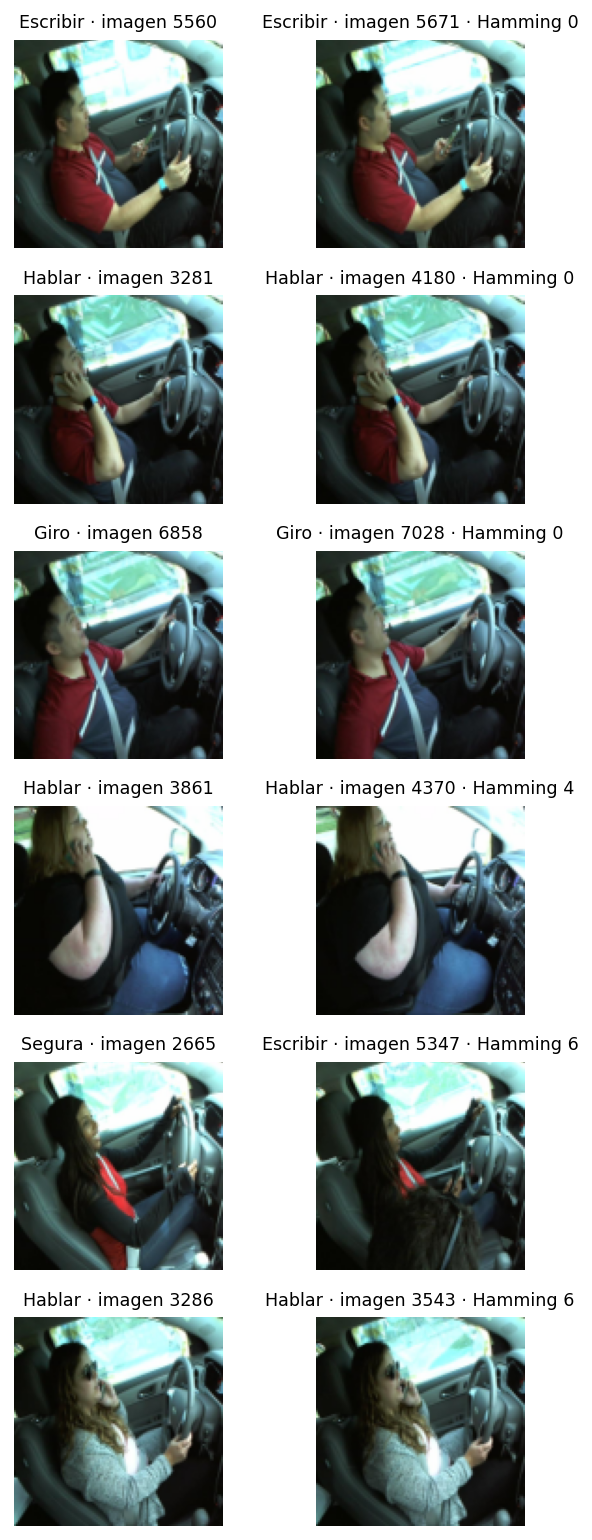 Escribir · imagen 5560
Escribir · imagen 5671 · Hamming 0
Hablar · imagen 3281
Hablar · imagen 4180 · Hamming 0
Giro · imagen 6858
Giro · imagen 7028 · Hamming 0
Hablar · imagen 3861
Hablar · imagen 4370 · Hamming 4
Segura · imagen 2665
Escribir · imagen 5347 · Hamming 6
Hablar · imagen 3286
Hablar · imagen 3543 · Hamming 6